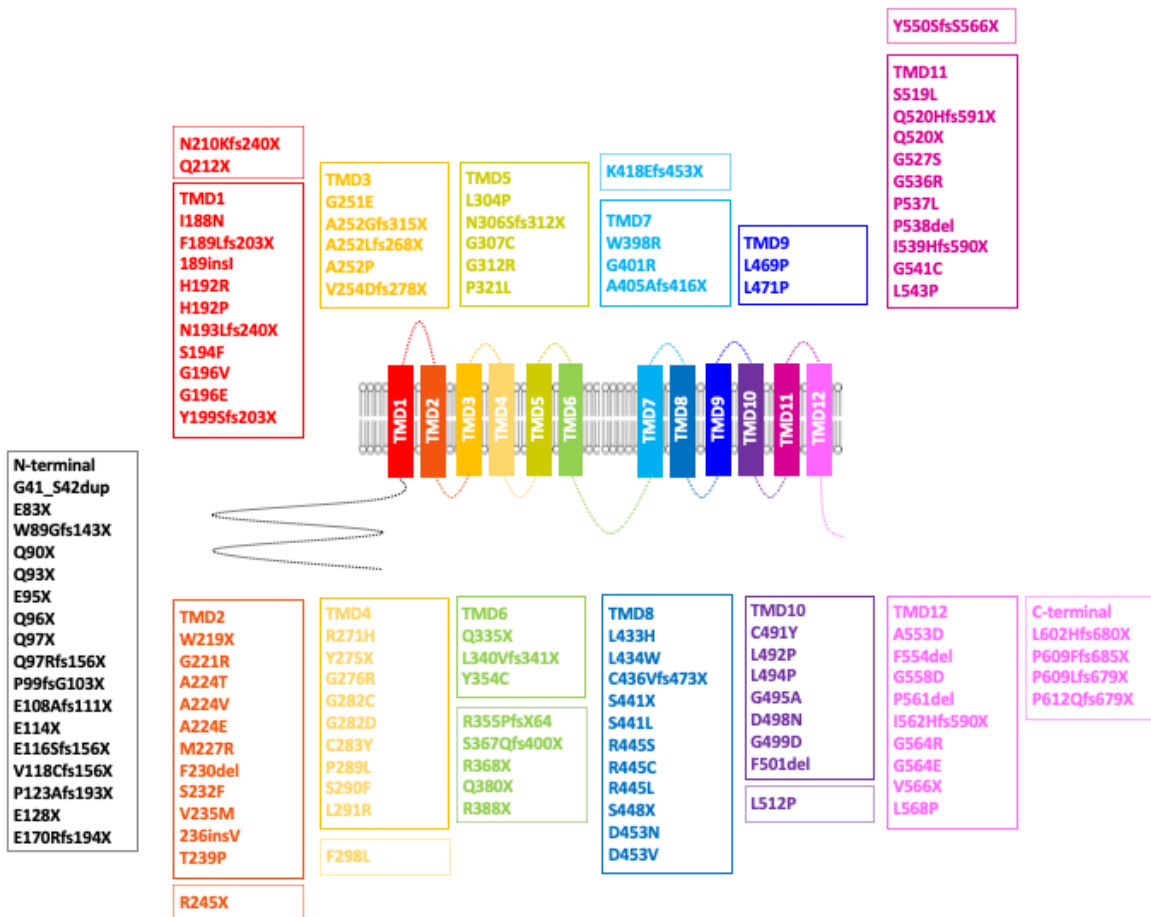 Y550SfsS566X
TMD11
S519L
Q520Hfs591X
Q520X
G527S
G536R
P537L
P538del
I539Hfs590X
G541C
L543P
N210Kfs240X
Q212X
TMD1
I188N
F189Lfs203X
189insI
H192R
H192P
N193Lfs240X
S194F
G196V
G196E
Y199Sfs203X
TMD3
G251E
A252Gfs315X
A252Lfs268X
A252P
V254Dfs278X
TMD5
L304P
N306Sfs312X
G307C
G312R
P321L
K418Efs453X
TMD7
W398R
G401R
A405Afs416X
TMD9
L469P
L471P
TMD1
TMD2
TMD3
TMD4
TMD5
TMD6
TMD7
TMD8
TMD9
TMD10
TMD11
TMD12
N-terminal
G41_S42dup
E83X
W89Gfs143X
Q90X
Q93X
E95X
Q96X
Q97X
Q97Rfs156X
P99fsG103X
E108Afs111X
E114X
E116Sfs156X
V118Cfs156X
P123Afs193X
E128X
E170Rfs194X
TMD2
W219X
G221R
A224T
A224V
A224E
M227R
F230del
S232F
V235M
236insV
T239P
R245X
TMD4
R271H
Y275X
G276R
G282C
G282D
C283Y
P289L
S290F
L291R
F298L
TMD6
Q335X
L340Vfs341X
Y354C
R355PfsX64
S367Qfs400X
R368X
Q380X
R388X
TMD8
L433H
L434W
C436Vfs473X
S441X
S441L
R445S
R445C
R445L
S448X
D453N
D453V
TMD10
C491Y
L492P
L494P
G495A
D498N
G499D
F501del
L512P
TMD12
A553D
F554del
G558D
P561del
I562Hfs590X
G564R
G564E
V566X
L568P
C-terminal
L602Hfs680X
P609Ffs685X
P609Lfs679X
P612Qfs679X